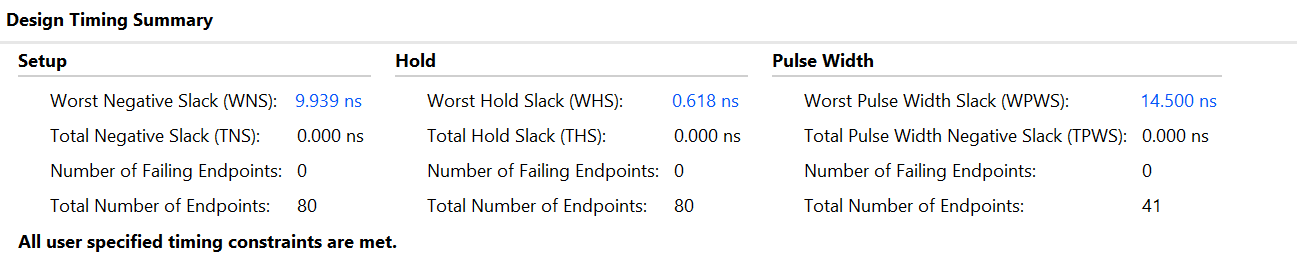 Design Timing Summary
Setup Hold Pulse Width
Worst Negative Slack (WNS): 9.939 ns Worst Hold Slack (WHS): 0.618 ns Worst Pulse Width Slack (WPWS): 14.500 ns
Total Negative Slack (TNS): 0.000 ns Total Hold Slack (THS): 0.000 ns Total Pulse Width Negative Slack (TPWS): 0.000 ns
Number of Failing Endpoints: 0 Number of Failing Endpoints: 0 Number of Failing Endpoints: 0
Total Number of Endpoints: 80 Total Number of Endpoints: 80 Total Number of Endpoints: 41
All user specified timing constraints are met.